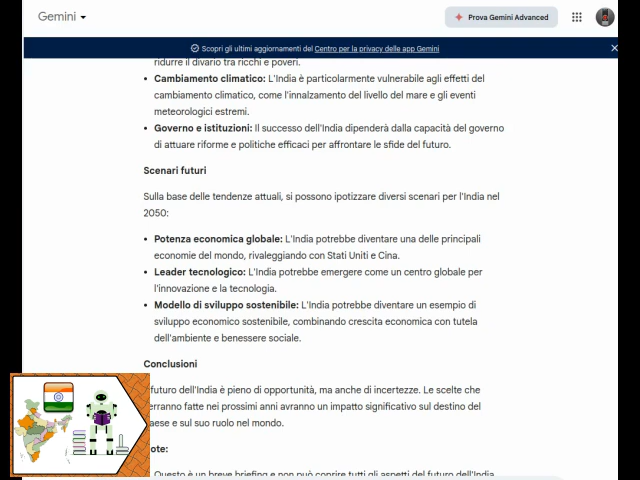 Gemini
Prova Gemini Advanced
Scopri gli ultimi aggiornamenti del Centro per la privacy delle app Gemini
ridurre il divario tra ricchi e poveri.
• Cambiamento climatico: L'India è particolarmente vulnerabile agli effetti del
cambiamento climatico, come l'innalzamento del livello del mare e gli eventi
meteorologici estremi.
• Governo e istituzioni: Il successo dell'India dipenderà dalla capacità del governo
di attuare riforme e politiche efficaci per affrontare le sfide del futuro.
Scenari futuri
Sulla base delle tendenze attuali, si possono ipotizzare diversi scenari per l'India nel
2050:
• Potenza economica globale: L'India potrebbe diventare una delle principali
economie del mondo, rivaleggiando con Stati Uniti e Cina.
• Leader tecnologico: L'India potrebbe emergere come un centro globale per
l'innovazione e la tecnologia.
• Modello di sviluppo sostenibile: L'India potrebbe diventare un esempio di
sviluppo economico sostenibile, combinando crescita economica con tutela
dell'ambiente e benessere sociale.
Conclusioni
futuro dell'India è pieno di opportunità, ma anche di incertezze. Le scelte che
erranno fatte nei prossimi anni avranno un impatto significativo sul destino del
aese e sul suo ruolo nel mondo.
ote:
Questo è un breve briefing e non può coprire tutti gli aspetti del futuro dell'India